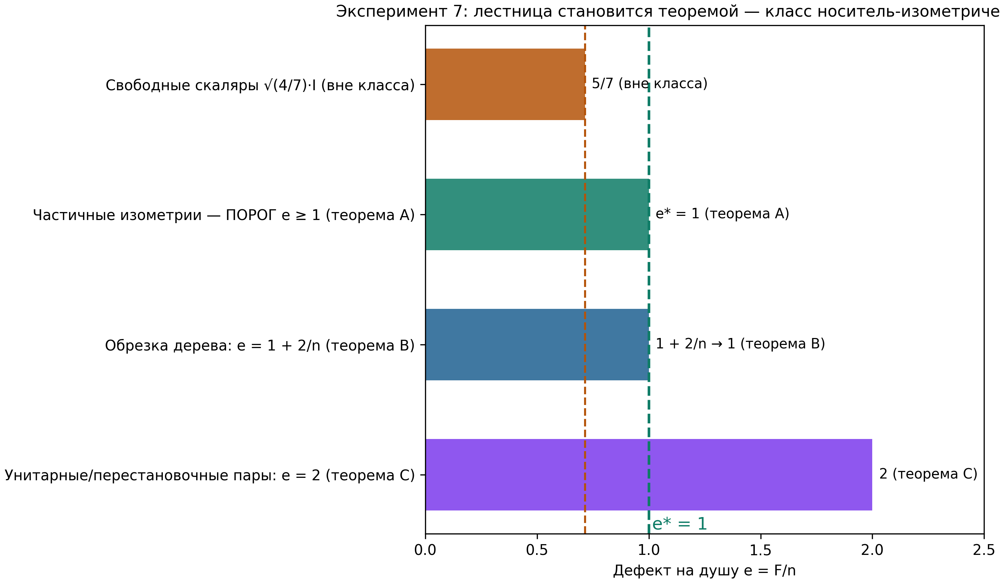 Эксперимент 7: лестница становится теоремой — класс носитель-изометриче
Свободные скаляры √(4/7)·I (вне класса)
5/7 (вне класса)
Частичные изометрии — ПОРОГ e ≥ 1 (теорема A)
e* = 1 (теорема A)
Обрезка дерева: e = 1 + 2/n (теорема B)
1 + 2/n → 1 (теорема B)
Унитарные/перестановочные пары: e = 2 (теорема C)
2 (теорема C)
e* = 1
0.0 0.5 1.0 1.5 2.0 2.5
Дефект на душу e = F/n